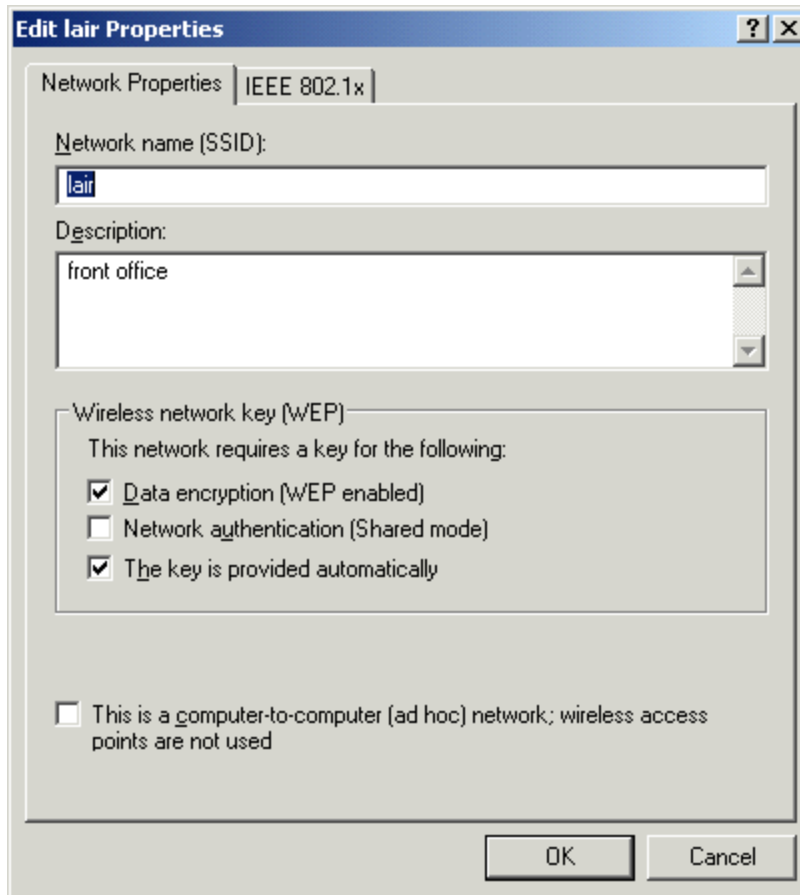 Edit lair Properties
Network Properties
IEEE 802.1x
Network name (SSID):
lair
Description:
front office
Wireless network key (WEP)
This network requires a key for the following:
Data encryption (WEP enabled)
Network authentication (Shared mode)
The key is provided automatically
This is a computer-to-computer (ad hoc) network; wireless access
points are not used
OK
Cancel